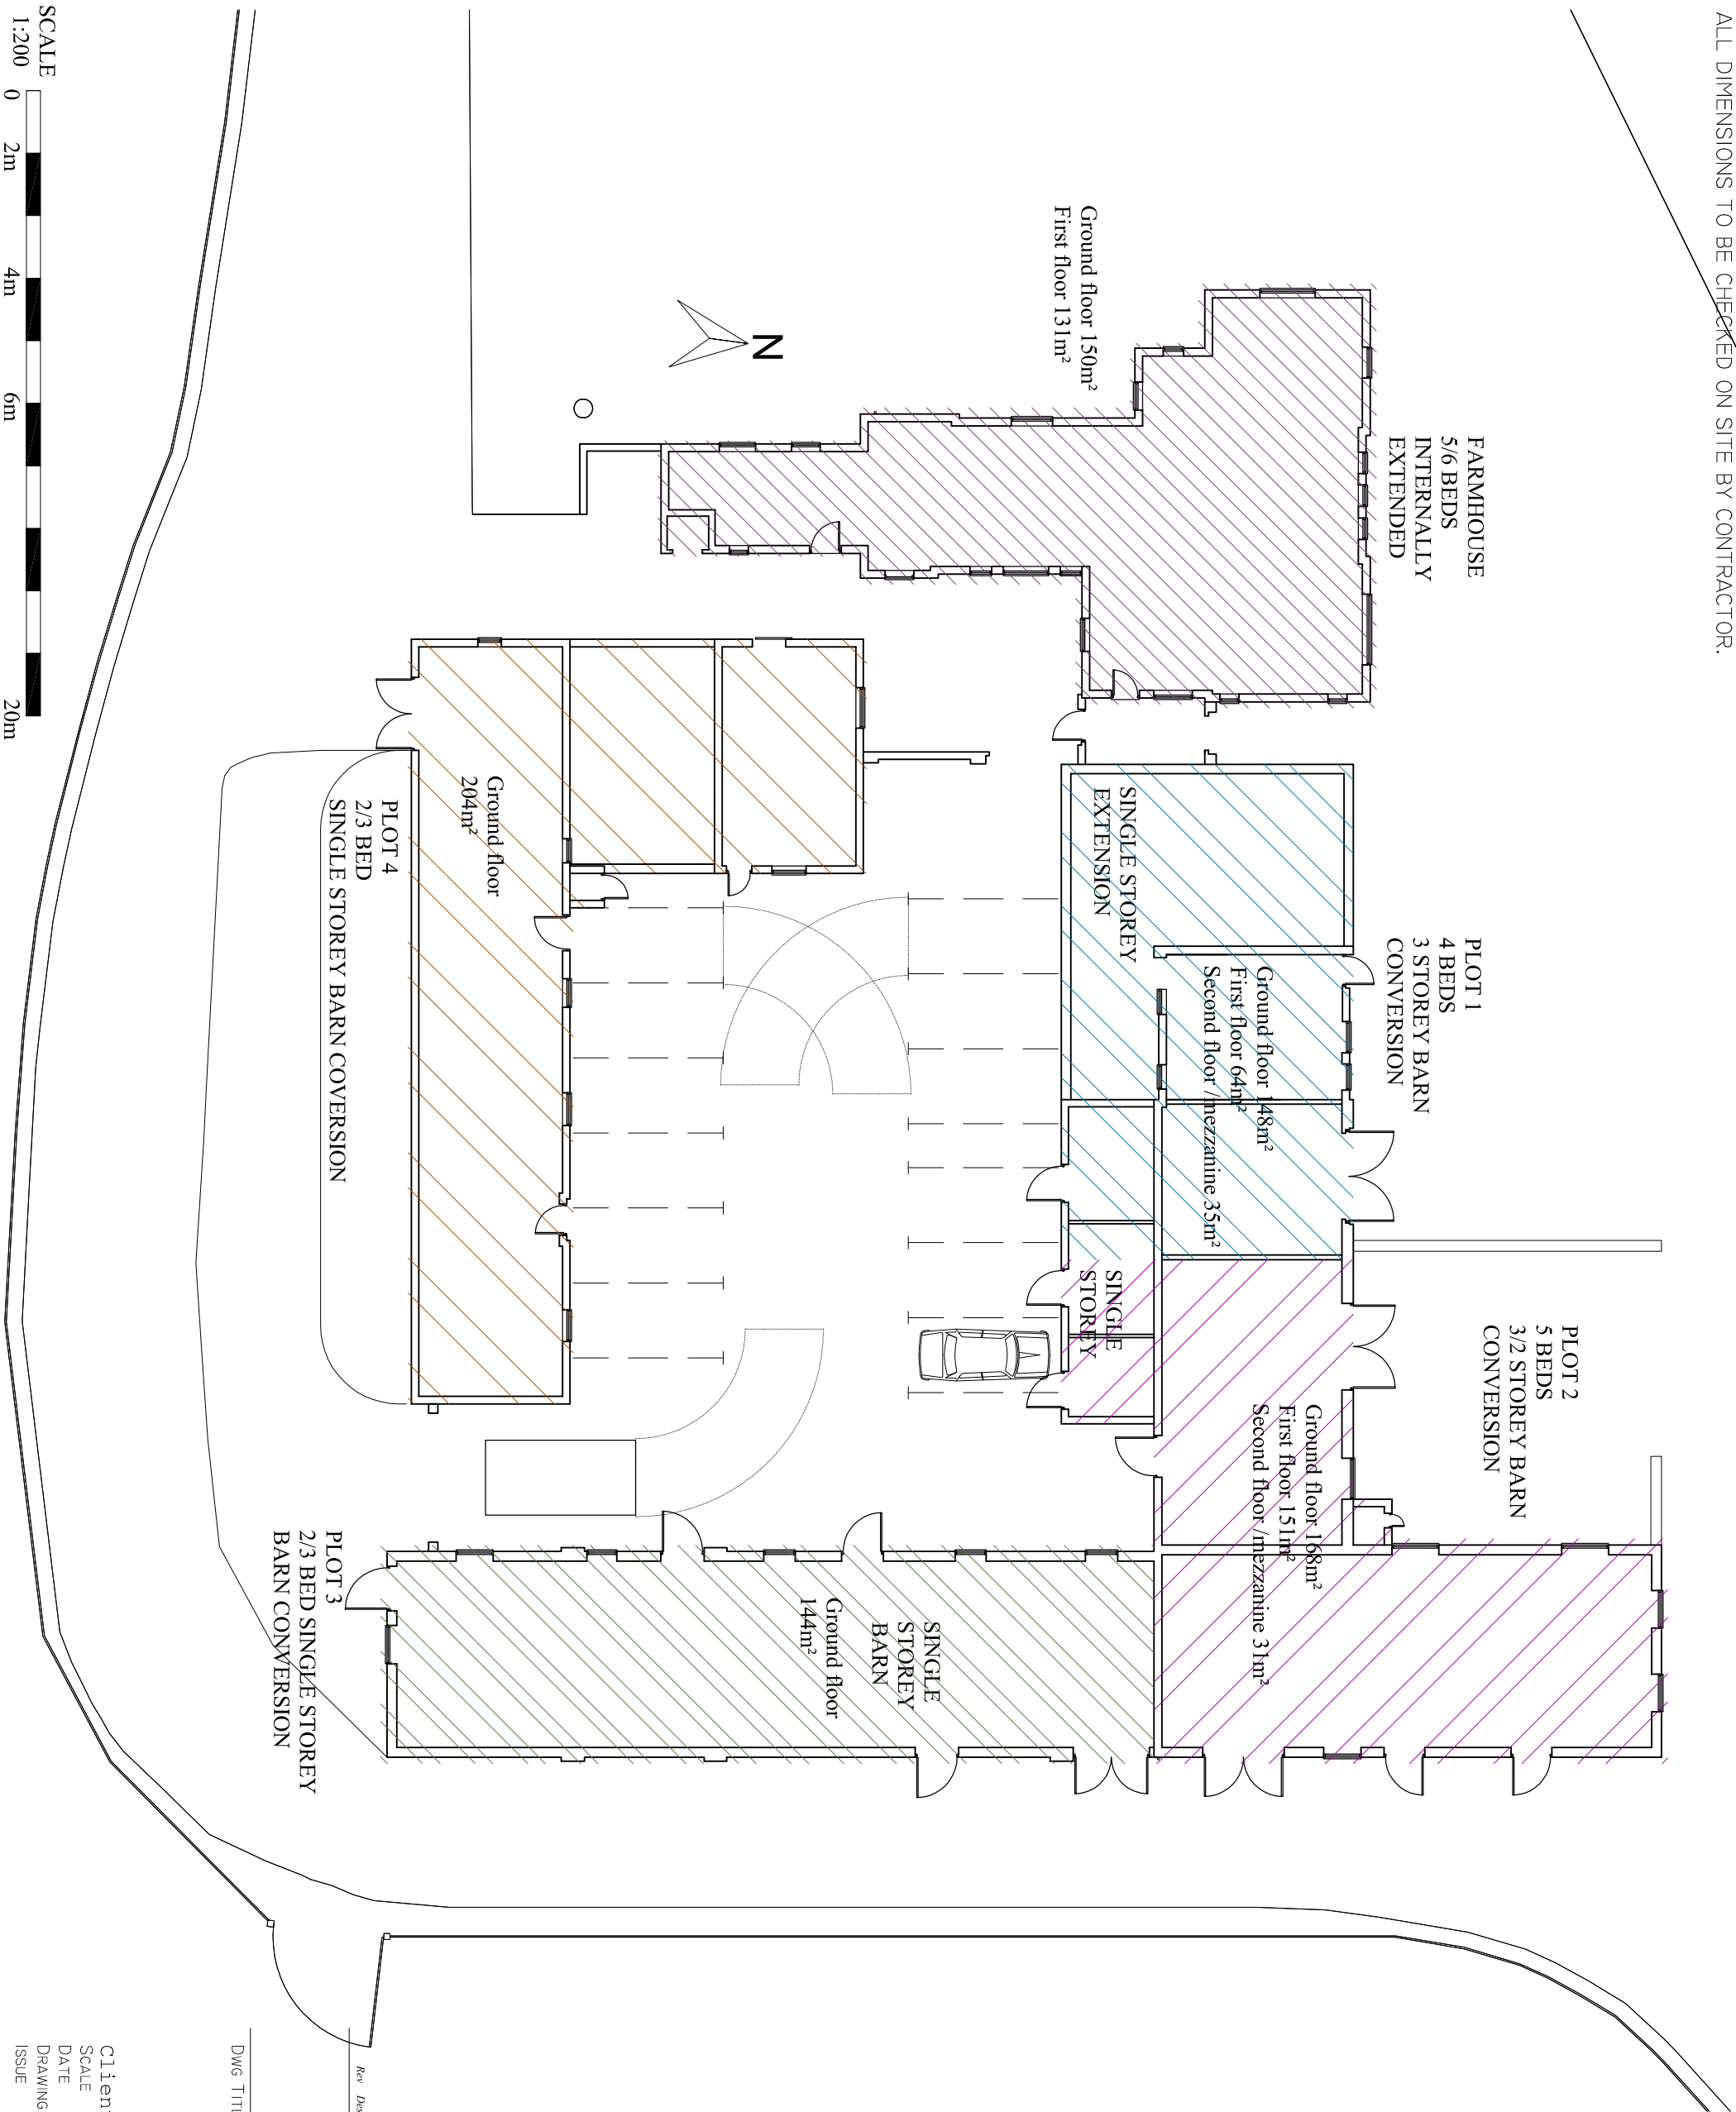 ALL DIMENSIONS TO BE CHECKED ON SITE BY CONTRACTOR.
FARMHOUSE
5/6 BEDS
INTERNALLY
EXTENDED
Ground floor 150m²
First floor 131m²
N
PLOT 1
4 BEDS
3 STOREY BARN
CONVERSION
Ground floor 148m²
First floor 64m²
Second floor /mezzanine 35m²
SINGLE STOREY
EXTENSION
PLOT 2
5 BEDS
3/2 STOREY BARN
CONVERSION
Ground floor 168m²
First floor 151m²
Second floor /mezzanine 31m²
SINGLE
STOREY
SINGLE
STOREY
BARN
Ground floor
144m²
PLOT 3
2/3 BED SINGLE STOREY
BARN CONVERSION
Ground floor
204m²
PLOT 4
2/3 BED
SINGLE STOREY BARN COVERSION
SCALE
1:200
0 2m 4m 6m 20m
Rev Des
DWG TITL
Client
SCALE
DATE
DRAWING
ISSUE